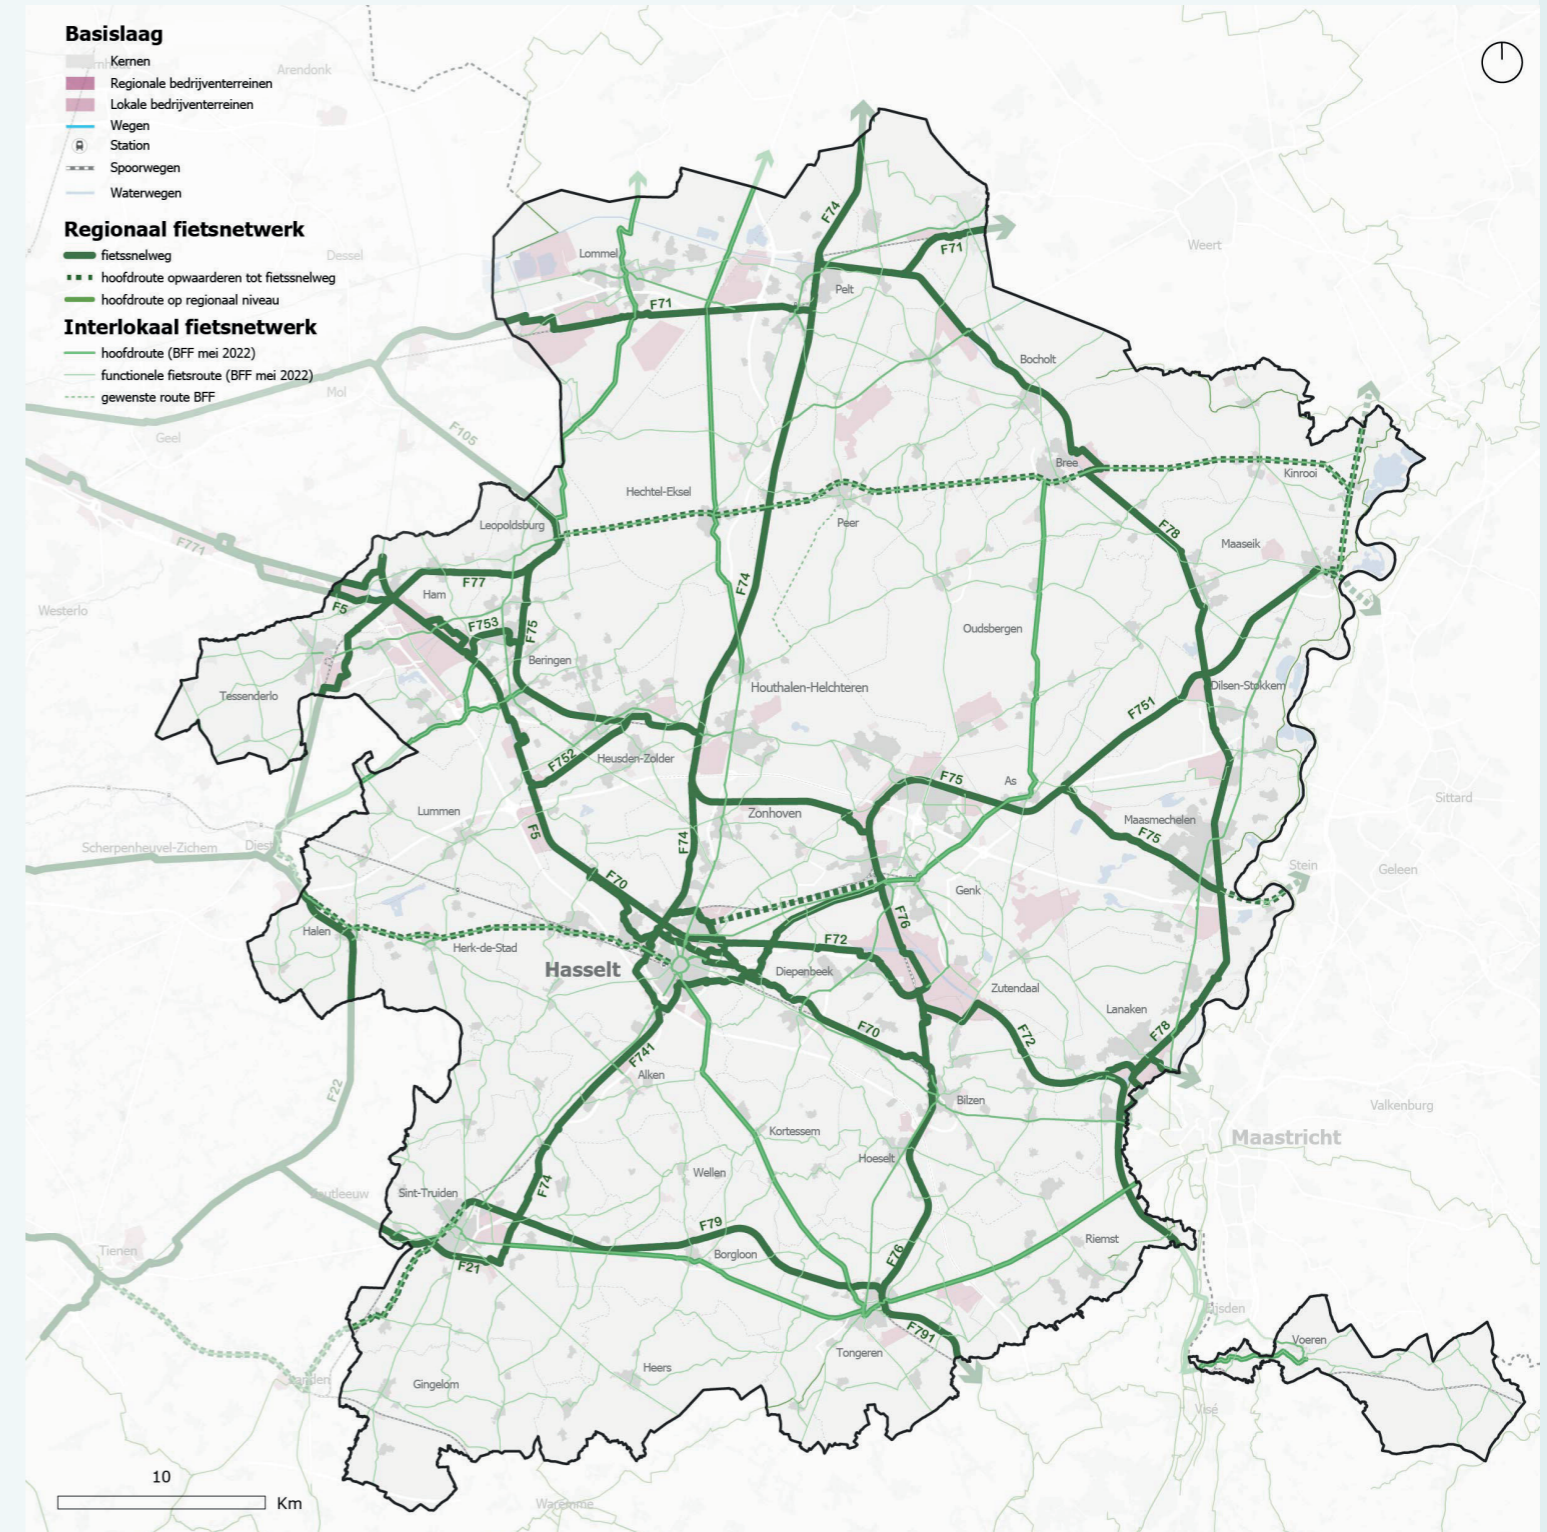 Basislaag
Kernen
Arendonk
Regionale bedrijventerreinen
Lokale bedrijventerreinen
Wegen
Station
Spoorwegen
Waterwegen
Regionaal fietsnetwerk
fietssnelweg
hoofdroute opwaarderen tot fietssnelweg
hoofdroute op regionaal niveau
Interlokaal fietsnetwerk
hoofdroute (BFF mei 2022)
functionele fietsroute (BFF mei 2022)
gewenste route BFF
Dessel
Mol
Geel
F105
F771
Westerlo
Weert
Lommel
F71
F74
F71
Pelt
Bocholt
Bree
Kinrooi
Hechtel-Eksel
Peer
Leopoldsburg
F78
Maaseik
F77
F5
Ham
F753
F75
F74
Beringen
Oudsbergen
Tessenderlo
Houthalen-Helchteren
Dilsen-Stokkem
F751
F752
Heusden-Zolder
F75
As
Lummen
Zonhoven
Maasmechelen
F75
Sittard
F5
F74
Scherpenheuvel-Zichem
Diest
Stein
Geleen
F70
Genk
F76
Halen
Herk-de-Stad
F72
Hasselt
Diepenbeek
Zutendaal
Lanaken
F70
F72
F78
F741
Alken
F22
Bilzen
Valkenburg
Kortessem
Maastricht
Hoeselt
Wellen
F74
Zoutleeuw
Sint-Truiden
F79
Riemst
Tienen
Borgloon
F76
F21
Eijsden
F791
Voeren
Tongeren
Heers
Landen
Gingelom
Visé
10
Km
Waremme